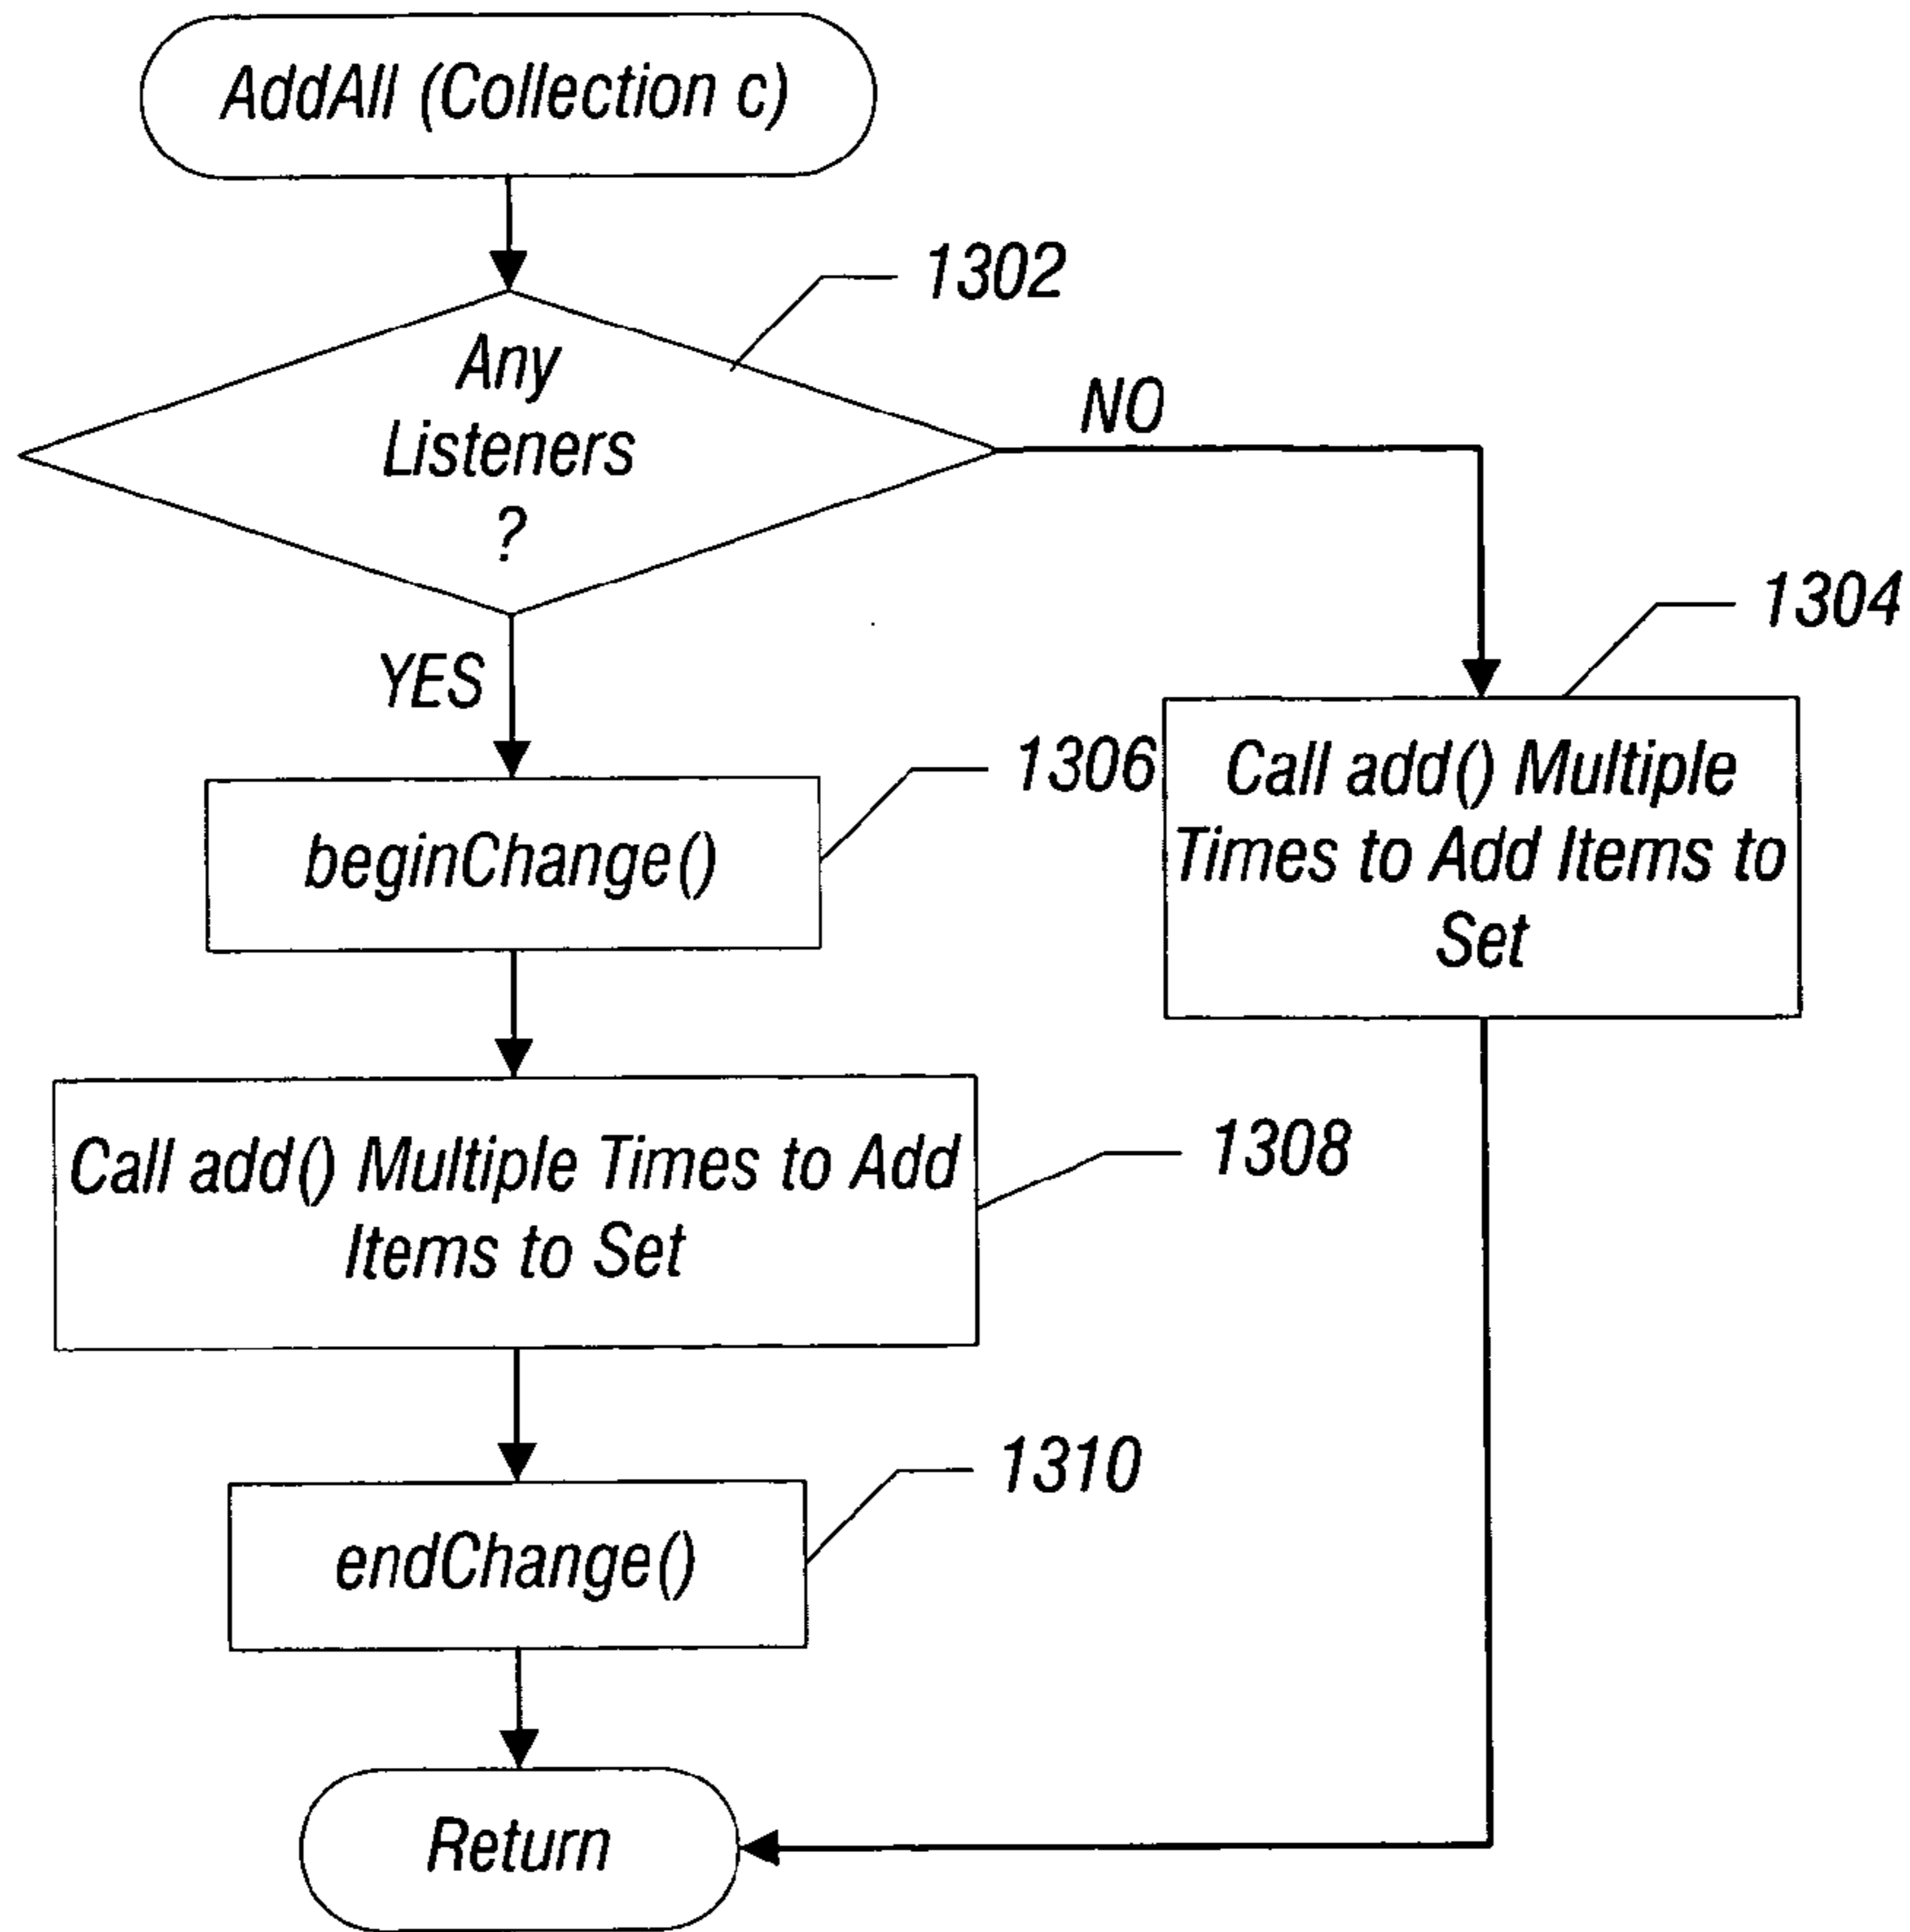 AddAll (Collection c)
1302
Any
Listeners
?
NO
YES
1304
1306
beginChange()
Call add() Multiple
Times to Add Items to
Set
1308
Call add() Multiple Times to Add
Items to Set
1310
endChange()
Return